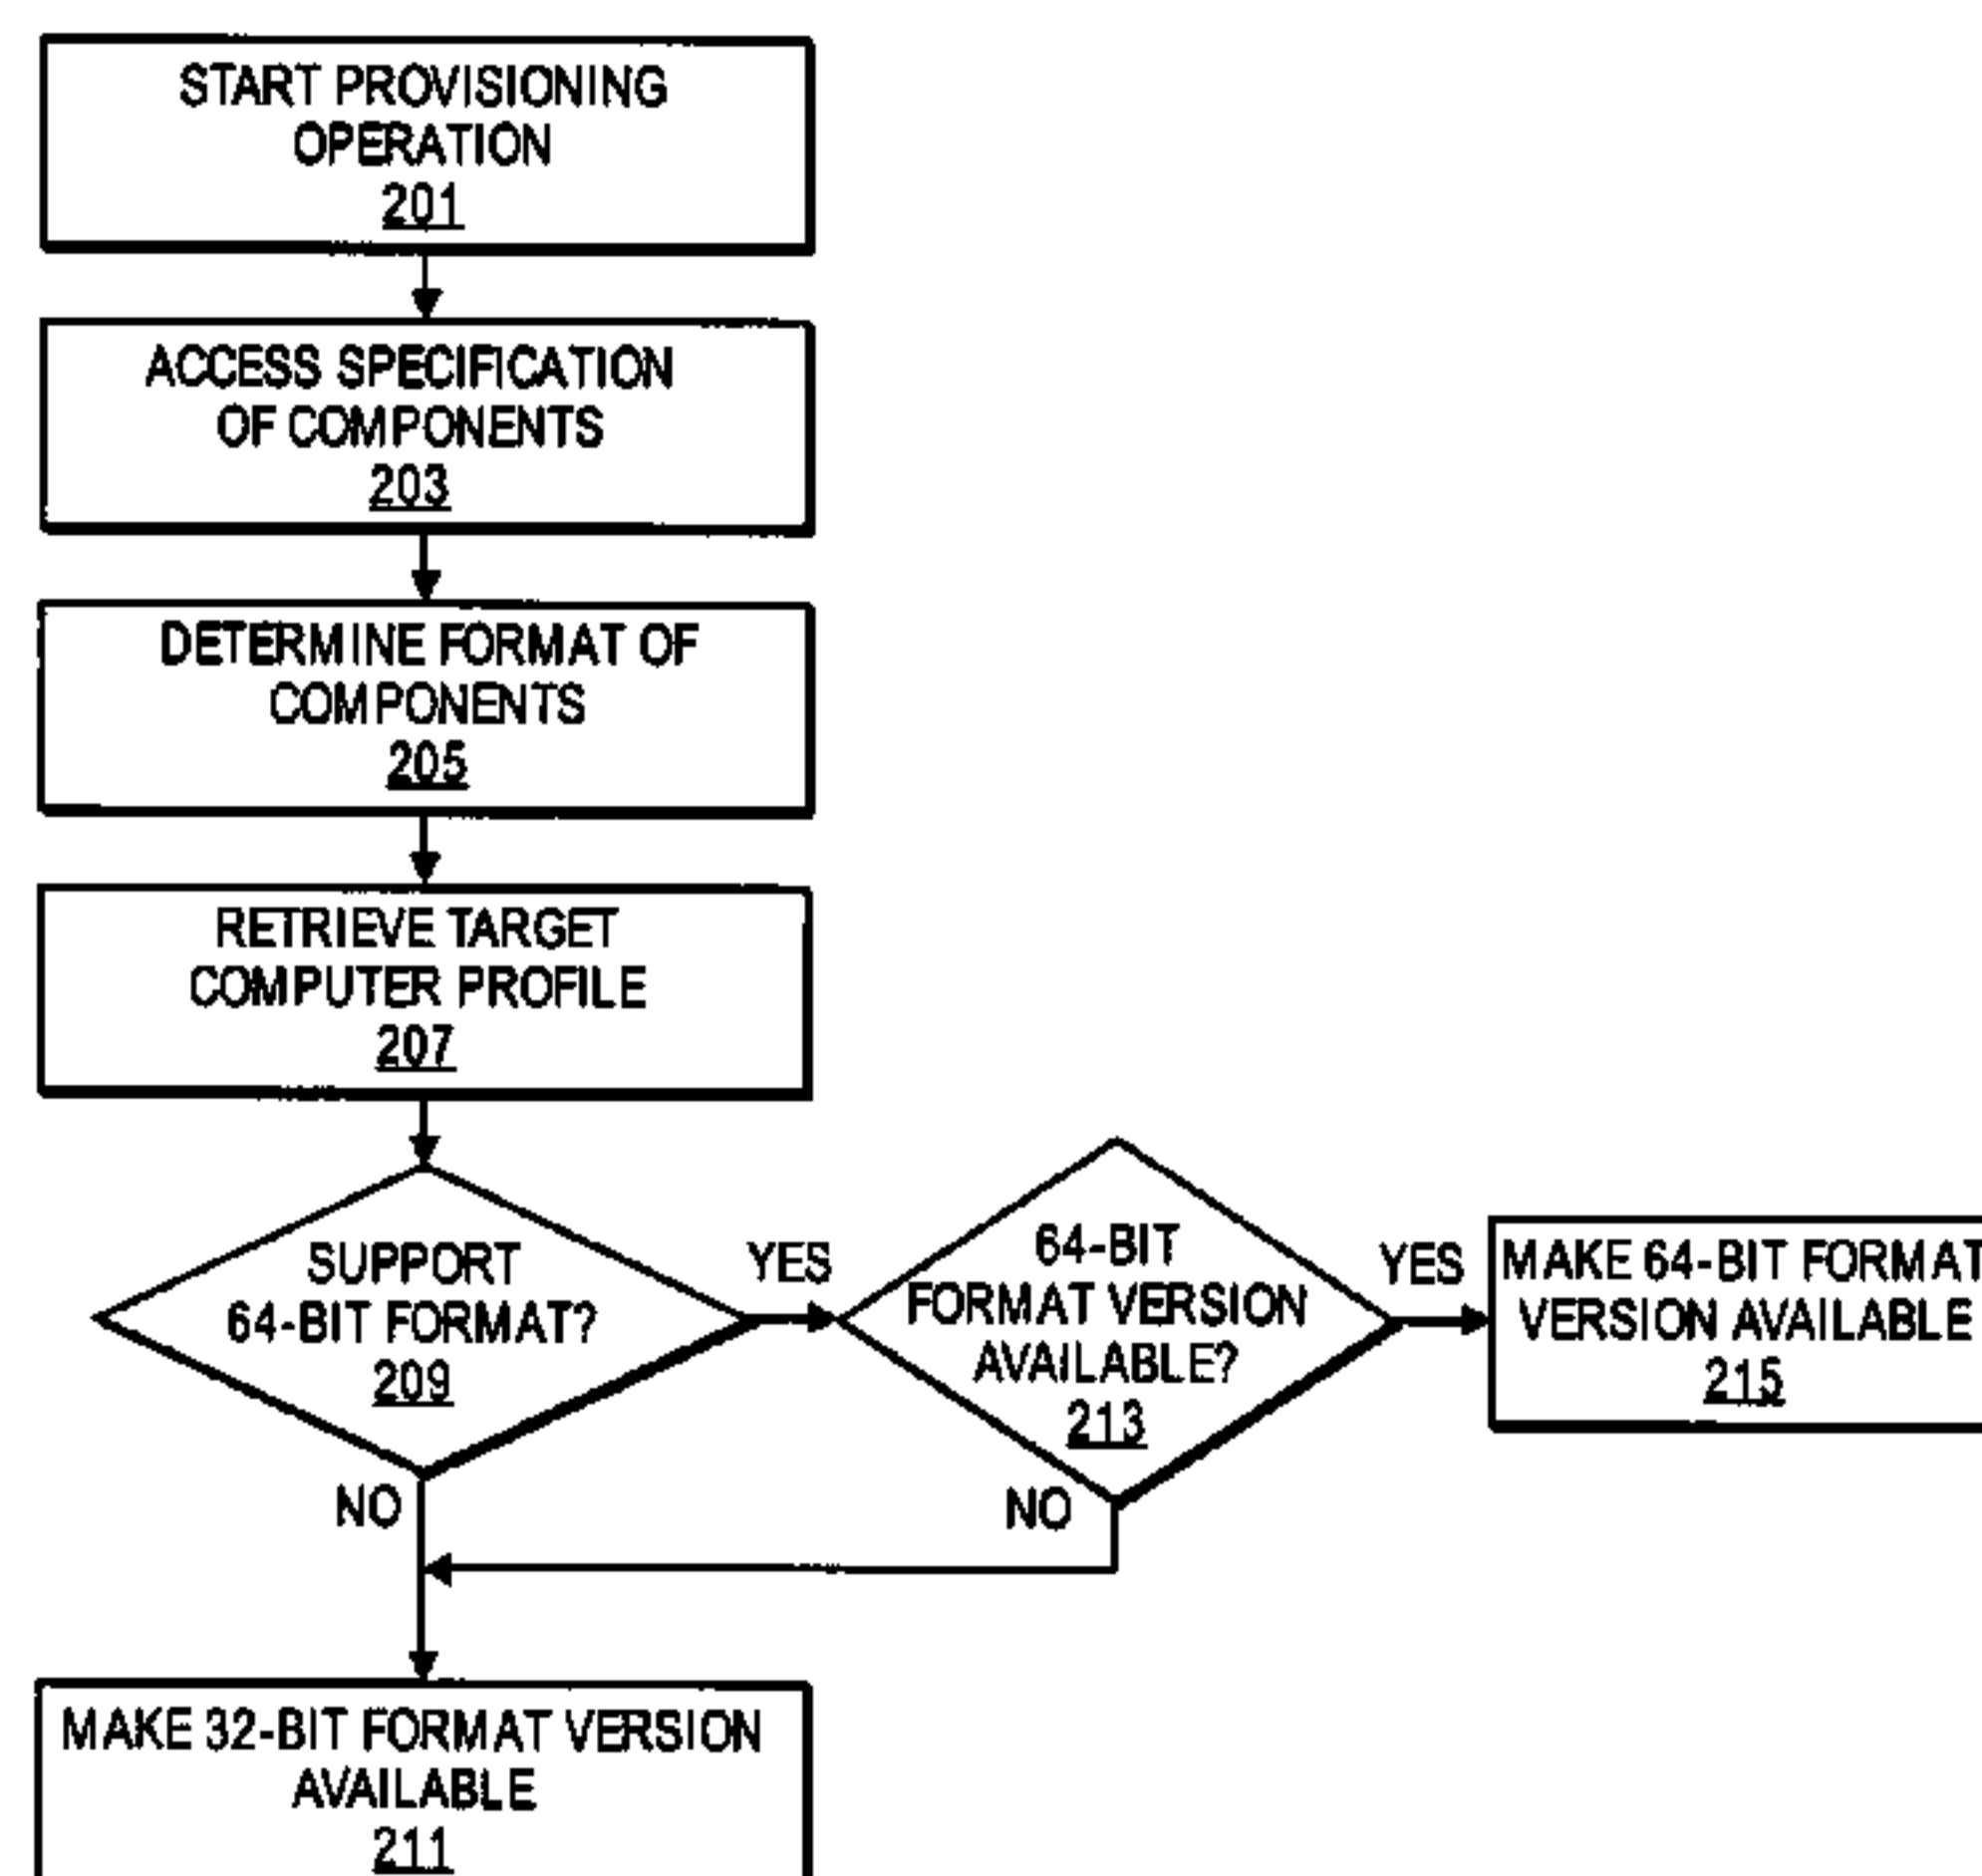 START PROVISIONING
OPERATION
201
ACCESS SPECIFICATION
OF COMPONENTS
203
DETERMINE FORMAT OF
COMPONENTS
205
RETRIEVE TARGET
COMPUTER PROFILE
207
SUPPORT
64-BIT FORMAT?
209
YES
NO
64-BIT
FORMAT VERSION
AVAILABLE?
213
YES
NO
MAKE 64-BIT FORMAT
VERSION AVAILABLE
215
MAKE 32-BIT FORMAT VERSION
AVAILABLE
211